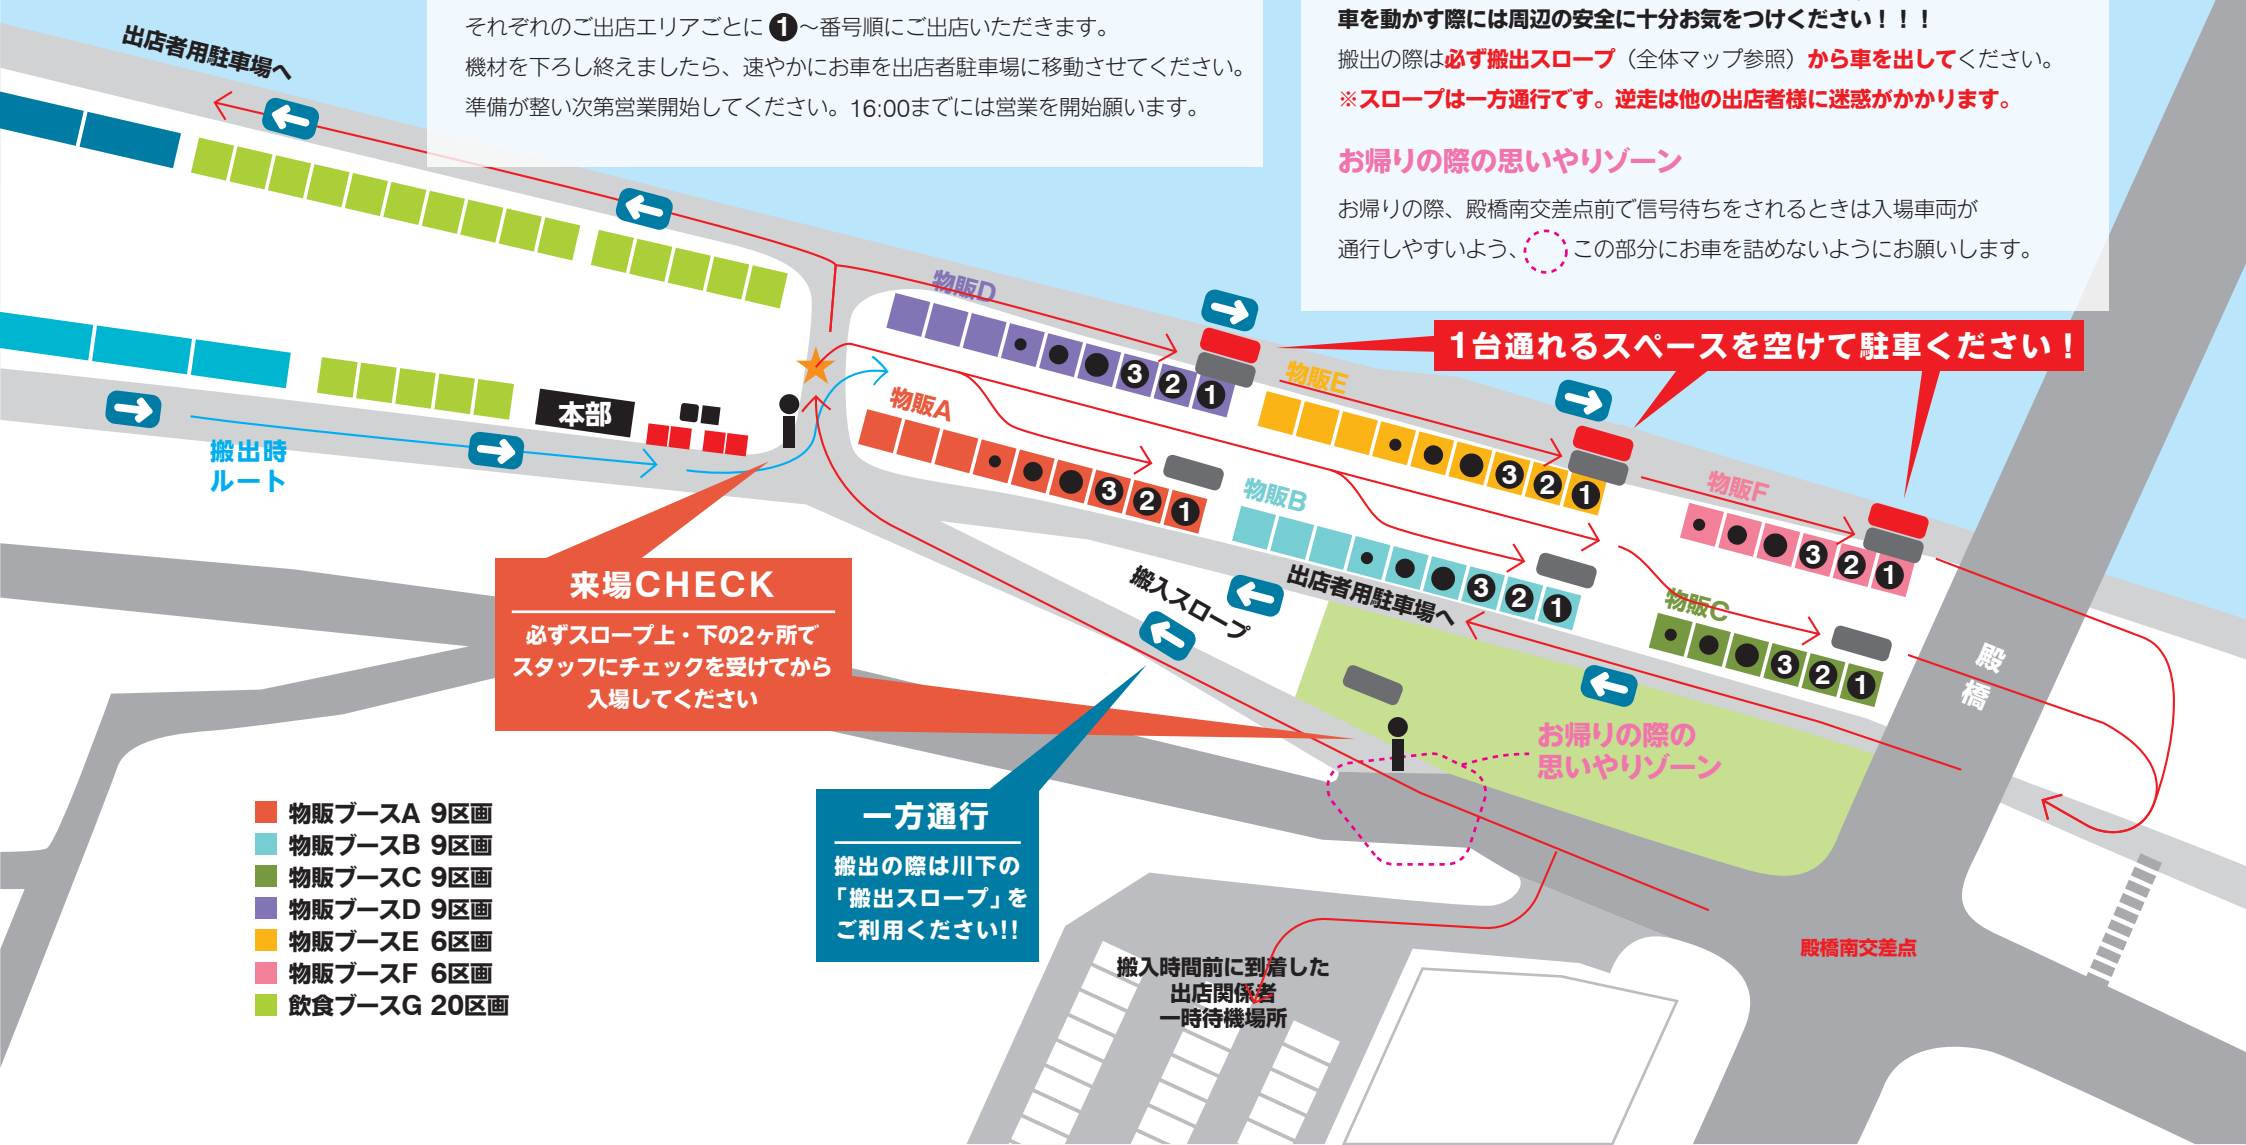 それぞれのご出店エリアごとに❶～番号順にご出店いただきます。
機材を下ろし終えましたら、速やかにお車を出店者駐車場に移動させてください。
準備が整い次第営業開始してください。16:00までには営業を開始願います。
車を動かす際には周辺の安全に十分お気をつけください！！！
搬出の際は必ず搬出スロープ（全体マップ参照）から車を出してください。
※スロープは一方通行です。逆走は他の出店者様に迷惑がかかります。
お帰りの際の思いやりゾーン
お帰りの際、殿橋南交差点前で信号待ちをされるときは入場車両が
通行しやすいよう、
この部分にお車を詰めないようにお願いします。
出店者用駐車場へ
1台通れるスペースを空けて駐車ください！
物販D
3 2 1
物販E
3 2 1
物販F
3 2 1
物販A
3 2 1
物販B
3 2 1
物販C
3 2 1
本部
搬出時
ルート
出店者用駐車場へ
搬入スロープ
殿橋
来場CHECK
必ずスロープ上・下の2ヶ所で
スタッフにチェックを受けてから
入場してください
お帰りの際の
思いやりゾーン
一方通行
搬出の際は川下の
「搬出スロープ」を
ご利用ください!!
物販ブースA 9区画
物販ブースB 9区画
物販ブースC 9区画
物販ブースD 9区画
物販ブースE 6区画
物販ブースF 6区画
飲食ブースG 20区画
搬入時間前に到着した
出店関係者
一時待機場所
殿橋南交差点